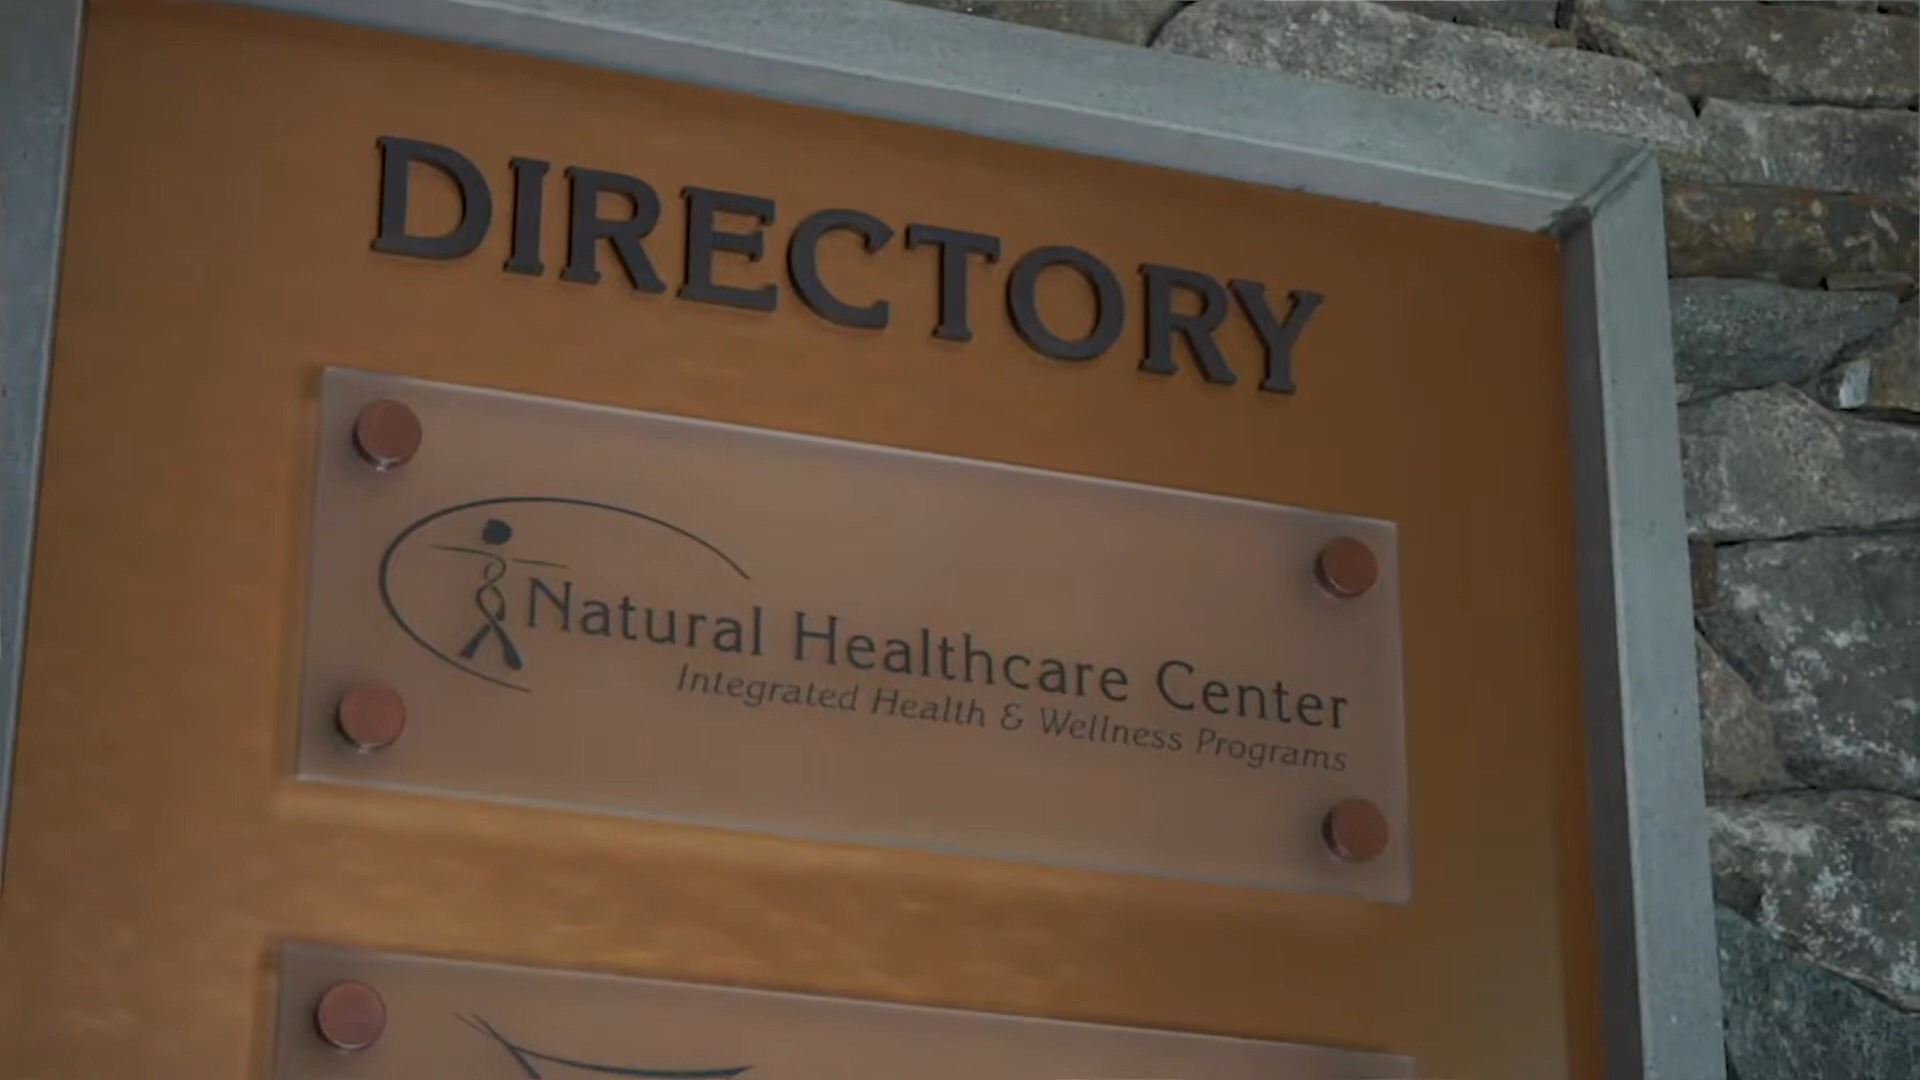 DIRECTORY
Natural Healthcare Center
Integrated Health & Wellness Programs